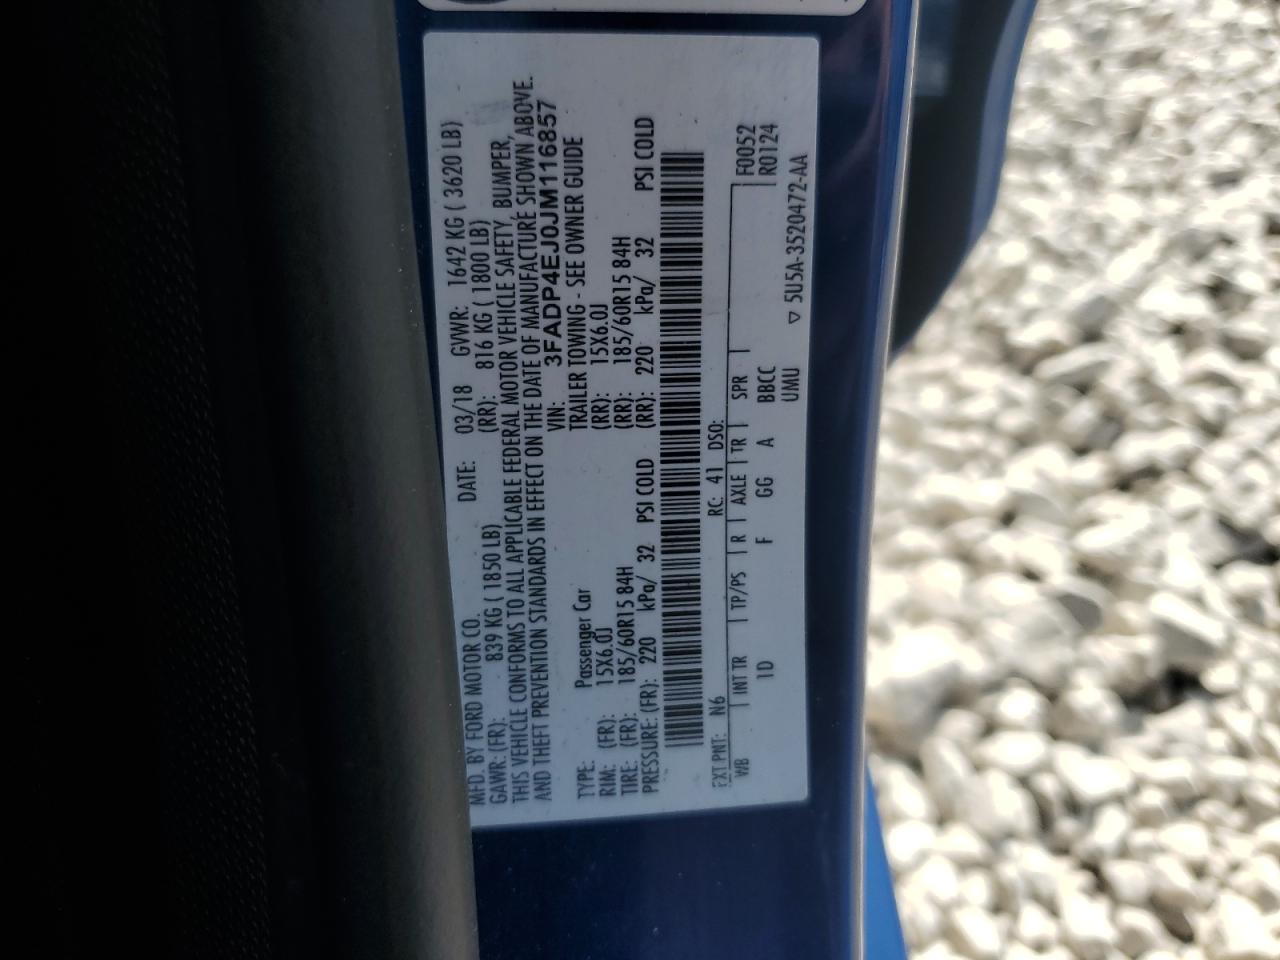 MFD. BY FORD MOTOR CO.
DATE: 03/18 GVWR: 1642 KG ( 3620 LB)
GAWR: (FR): 839 KG ( 1850 LB) (RR): 816 KG ( 1800 LB)
THIS VEHICLE CONFORMS TO ALL APPLICABLE FEDERAL MOTOR VEHICLE SAFETY, BUMPER,
AND THEFT PREVENTION STANDARDS IN EFFECT ON THE DATE OF MANUFACTURE SHOWN ABOVE.
VIN: 3FADP4EJ0JM116857
TYPE: Passenger Car TRAILER TOWING - SEE OWNER GUIDE
RIM: (FR): 15X6.0J (RR): 15X6.0J
TIRE: (FR): 185/60R15 84H (RR): 185/60R15 84H
PRESSURE: (FR): 220 kPa/ 32 PSI COLD (RR): 220 kPa/ 32 PSI COLD
EXT PNT: N6 RC: 41 DSO:
WB INT TR TP/PS R AXLE TR SPR F0052
1D F GG A BBCC R0124
UMU ▽ 5U5A-3520472-AA